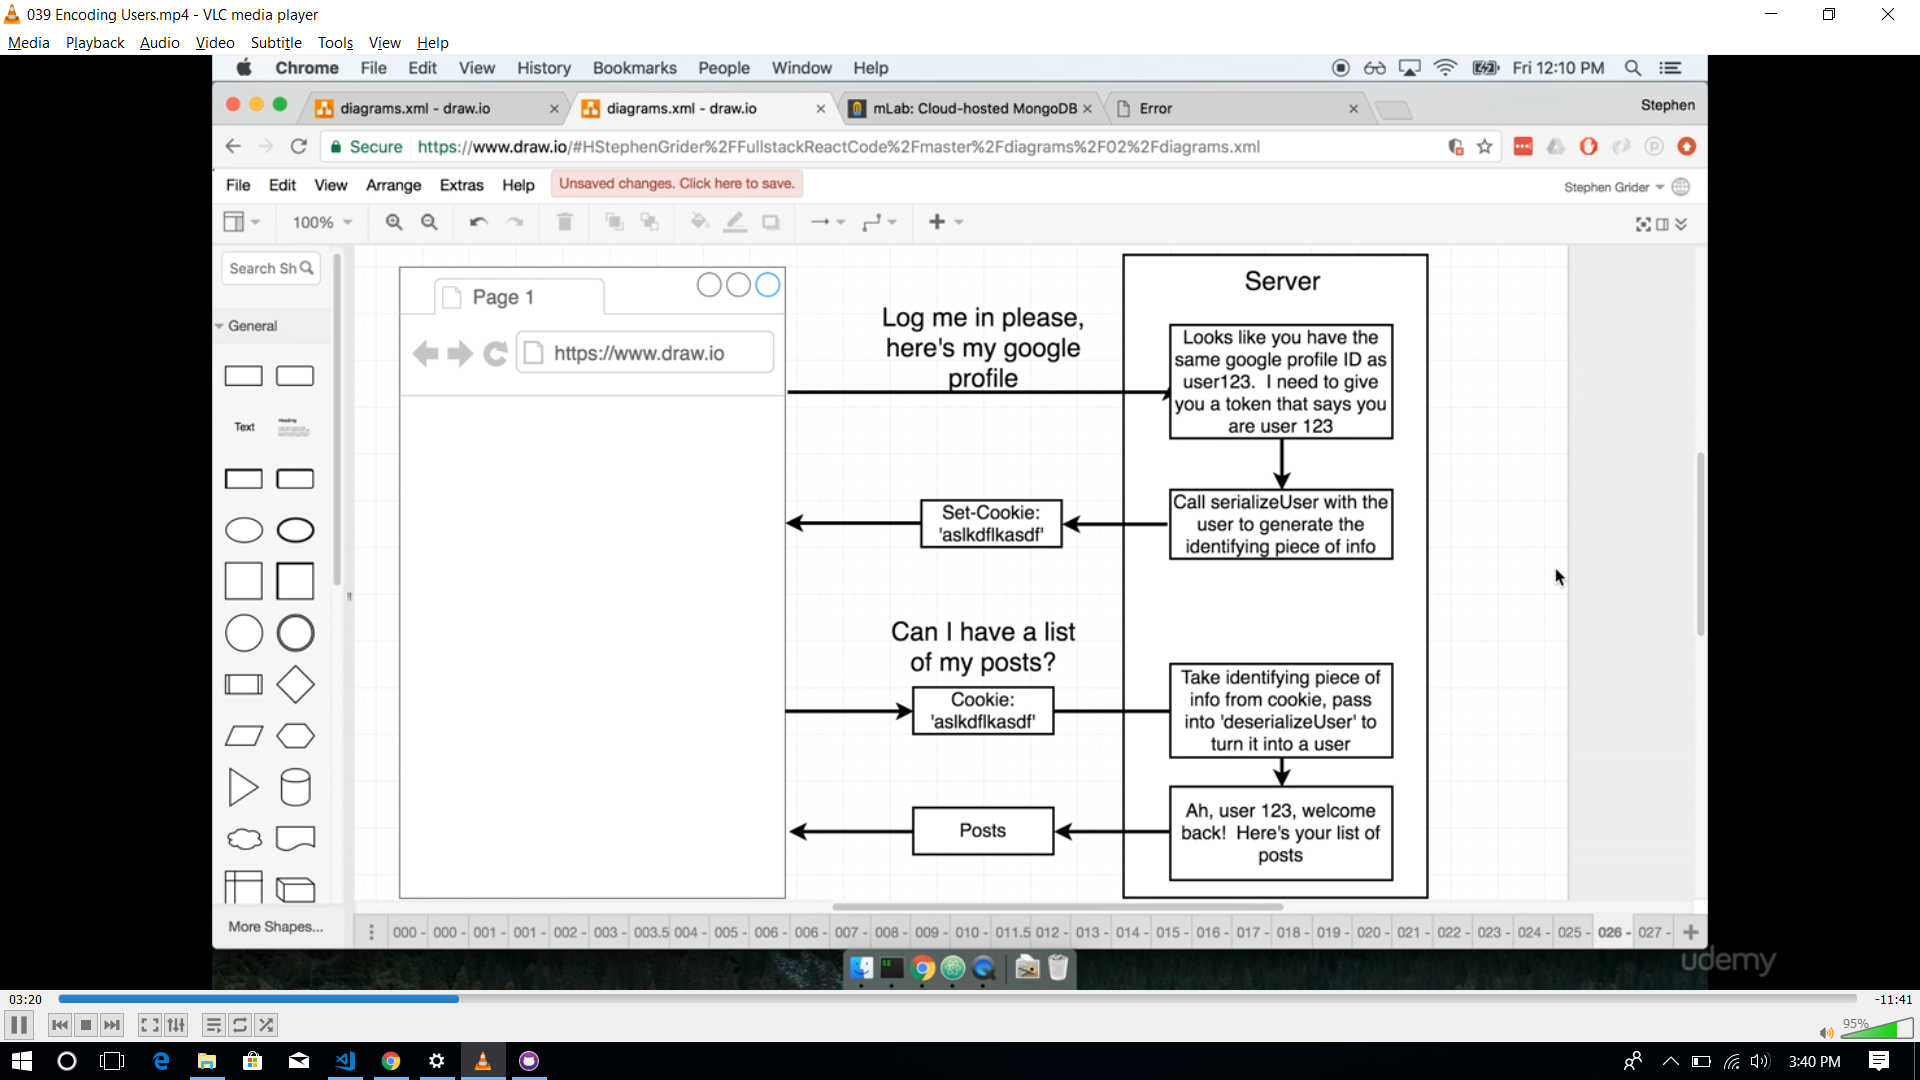 039 Encoding Users.mp4 - VLC media player
Media Playback Audio Video Subtitle Tools View Help
Chrome File Edit View History Bookmarks People Window Help
Fri 12:10 PM
diagrams.xml - draw.io
diagrams.xml - draw.io
mLab: Cloud-hosted MongoDB
Error
Stephen
Secure https://www.draw.io/#HStephenGrider%2FFullstackReactCode%2Fmaster%2Fdiagrams%2F02%2Fdiagrams.xml
File Edit View Arrange Extras Help
Unsaved changes. Click here to save.
Stephen Grider
100%
Search Sh
General
Text
Heading
More Shapes...
Page 1
https://www.draw.io
Log me in please,
here's my google
profile
Server
Looks like you have the
same google profile ID as
user123. I need to give
you a token that says you
are user 123
Set-Cookie:
'aslkdflkasdf'
Call serializeUser with the
user to generate the
identifying piece of info
Can I have a list
of my posts?
Cookie:
'aslkdflkasdf'
Take identifying piece of
info from cookie, pass
into 'deserializeUser' to
turn it into a user
Posts
Ah, user 123, welcome
back! Here's your list of
posts
000 - 000 - 001 - 001 - 002 - 003 - 003.5 004 - 005 - 006 - 006 - 007 - 008 - 009 - 010 - 011.5 012 - 013 - 014 - 015 - 016 - 017 - 018 - 019 - 020 - 021 - 022 - 023 - 024 - 025 - 026 - 027 -
udemy
03:20
-11:41
95%
3:40 PM